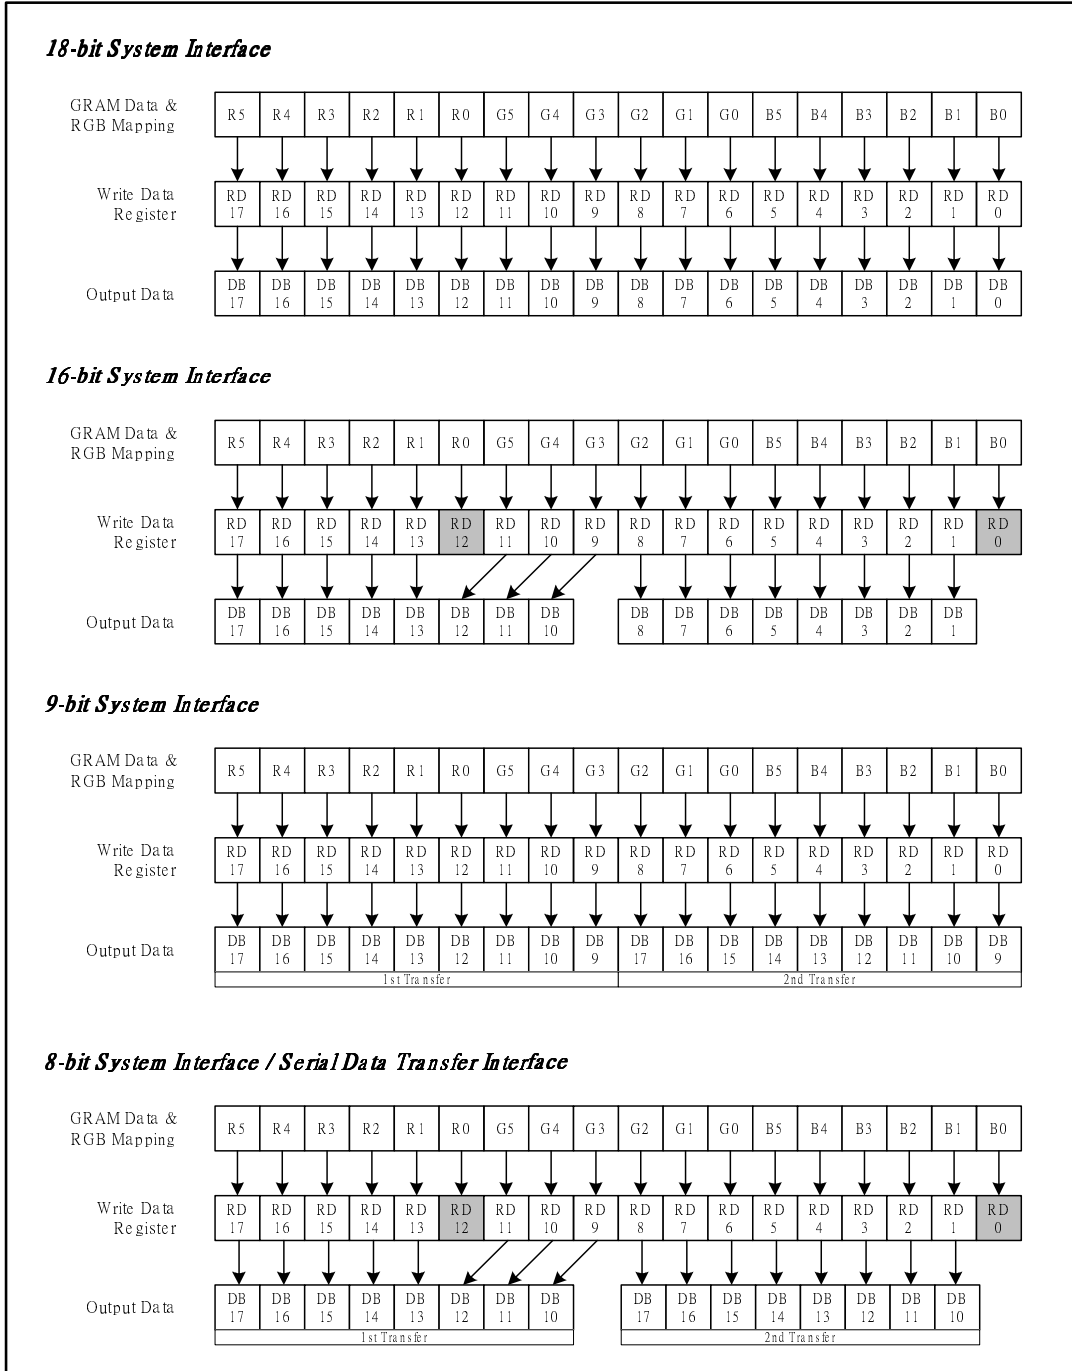 18-bit System Interface
GRAM Data & RGB Mapping
R5 R4 R3 R2 R1 R0 G5 G4 G3 G2 G1 G0 B5 B4 B3 B2 B1 B0
Write Data Register
RD 17 RD 16 RD 15 RD 14 RD 13 RD 12 RD 11 RD 10 RD 9 RD 8 RD 7 RD 6 RD 5 RD 4 RD 3 RD 2 RD 1 RD 0
Output Data
DB 17 DB 16 DB 15 DB 14 DB 13 DB 12 DB 11 DB 10 DB 9 DB 8 DB 7 DB 6 DB 5 DB 4 DB 3 DB 2 DB 1 DB 0
16-bit System Interface
GRAM Data & RGB Mapping
R5 R4 R3 R2 R1 R0 G5 G4 G3 G2 G1 G0 B5 B4 B3 B2 B1 B0
Write Data Register
RD 17 RD 16 RD 15 RD 14 RD 13 RD 12 RD 11 RD 10 RD 9 RD 8 RD 7 RD 6 RD 5 RD 4 RD 3 RD 2 RD 1 RD 0
Output Data
DB 17 DB 16 DB 15 DB 14 DB 13 DB 12 DB 11 DB 10 DB 8 DB 7 DB 6 DB 5 DB 4 DB 3 DB 2 DB 1
9-bit System Interface
GRAM Data & RGB Mapping
R5 R4 R3 R2 R1 R0 G5 G4 G3 G2 G1 G0 B5 B4 B3 B2 B1 B0
Write Data Register
RD 17 RD 16 RD 15 RD 14 RD 13 RD 12 RD 11 RD 10 RD 9 RD 8 RD 7 RD 6 RD 5 RD 4 RD 3 RD 2 RD 1 RD 0
Output Data
DB 17 DB 16 DB 15 DB 14 DB 13 DB 12 DB 11 DB 10 DB 9 DB 17 DB 16 DB 15 DB 14 DB 13 DB 12 DB 11 DB 10 DB 9
1st Transfer 2nd Transfer
8-bit System Interface / Serial Data Transfer Interface
GRAM Data & RGB Mapping
R5 R4 R3 R2 R1 R0 G5 G4 G3 G2 G1 G0 B5 B4 B3 B2 B1 B0
Write Data Register
RD 17 RD 16 RD 15 RD 14 RD 13 RD 12 RD 11 RD 10 RD 9 RD 8 RD 7 RD 6 RD 5 RD 4 RD 3 RD 2 RD 1 RD 0
Output Data
DB 17 DB 16 DB 15 DB 14 DB 13 DB 12 DB 11 DB 10 DB 17 DB 16 DB 15 DB 14 DB 13 DB 12 DB 11 DB 10
1st Transfer 2nd Transfer